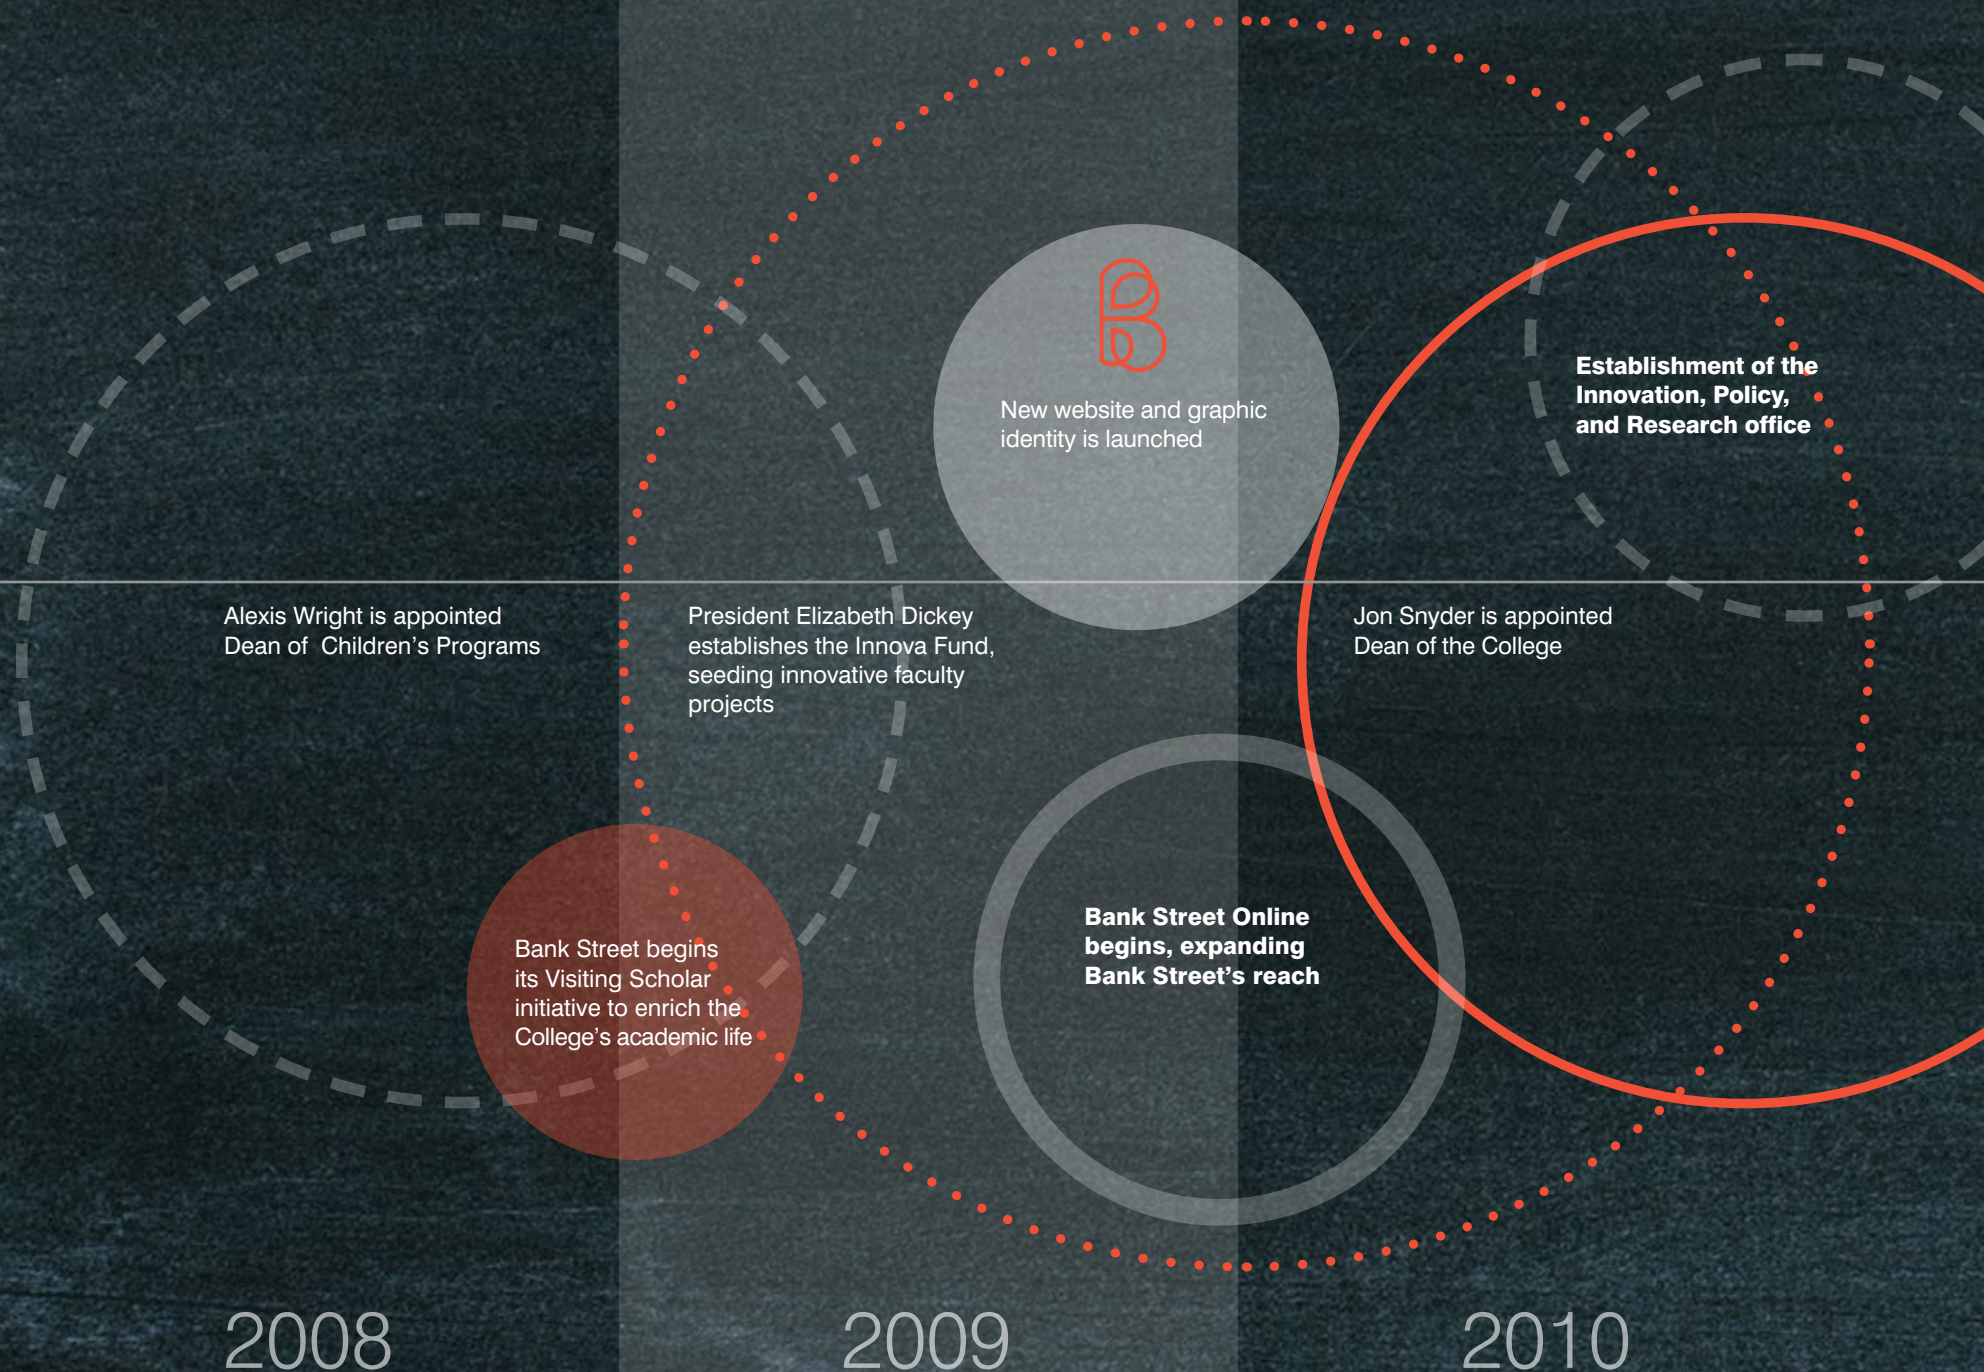 New website and graphic
identity is launched
Establishment of the
Innovation, Policy,
and Research office
Alexis Wright is appointed
Dean of  Children’s Programs
President Elizabeth Dickey
establishes the Innova Fund,
seeding innovative faculty
projects
Jon Snyder is appointed
Dean of the College
Bank Street begins
its Visiting Scholar
initiative to enrich the
College’s academic life
Bank Street Online
begins, expanding
Bank Street’s reach
2008
2009
2010